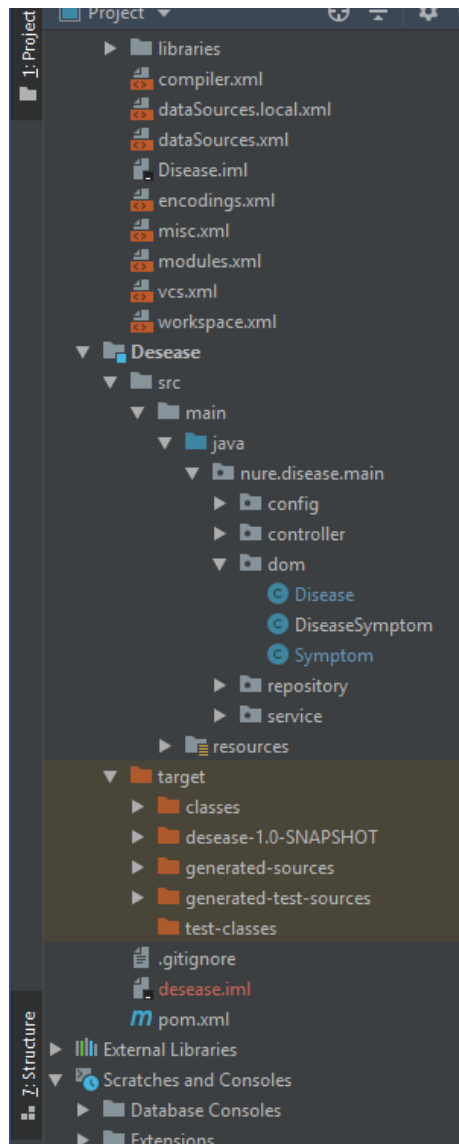 Project
1: Project
libraries
compiler.xml
dataSources.local.xml
dataSources.xml
Disease.iml
encodings.xml
misc.xml
modules.xml
vcs.xml
workspace.xml
Desease
src
main
java
nure.disease.main
config
controller
dom
Disease
DiseaseSymptom
Symptom
repository
service
resources
target
classes
desease-1.0-SNAPSHOT
generated-sources
generated-test-sources
test-classes
.gitignore
desease.iml
pom.xml
7: Structure
External Libraries
Scratches and Consoles
Database Consoles
Extensions